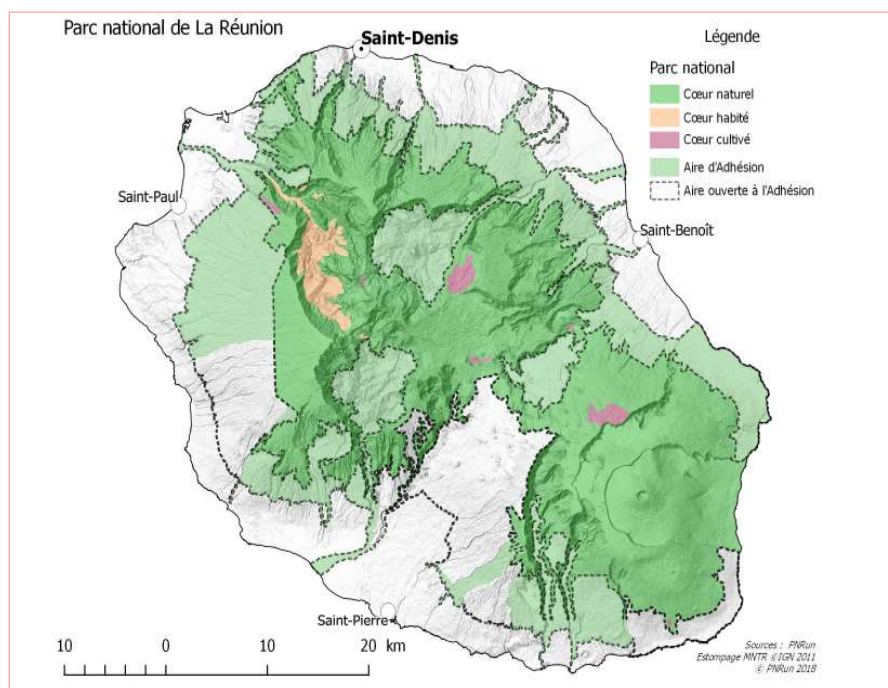 Parc national de La Réunion
Saint-Denis
Légende
Parc national
Cœur naturel
Cœur habité
Cœur cultivé
Aire d'Adhésion
Aire ouverte à l'Adhésion
Saint-Paul
Saint-Benoît
Saint-Pierre
10 0 10 20 km
Sources : PNRun
Estompage MNTR ©IGN 2011
© PNRun 2018